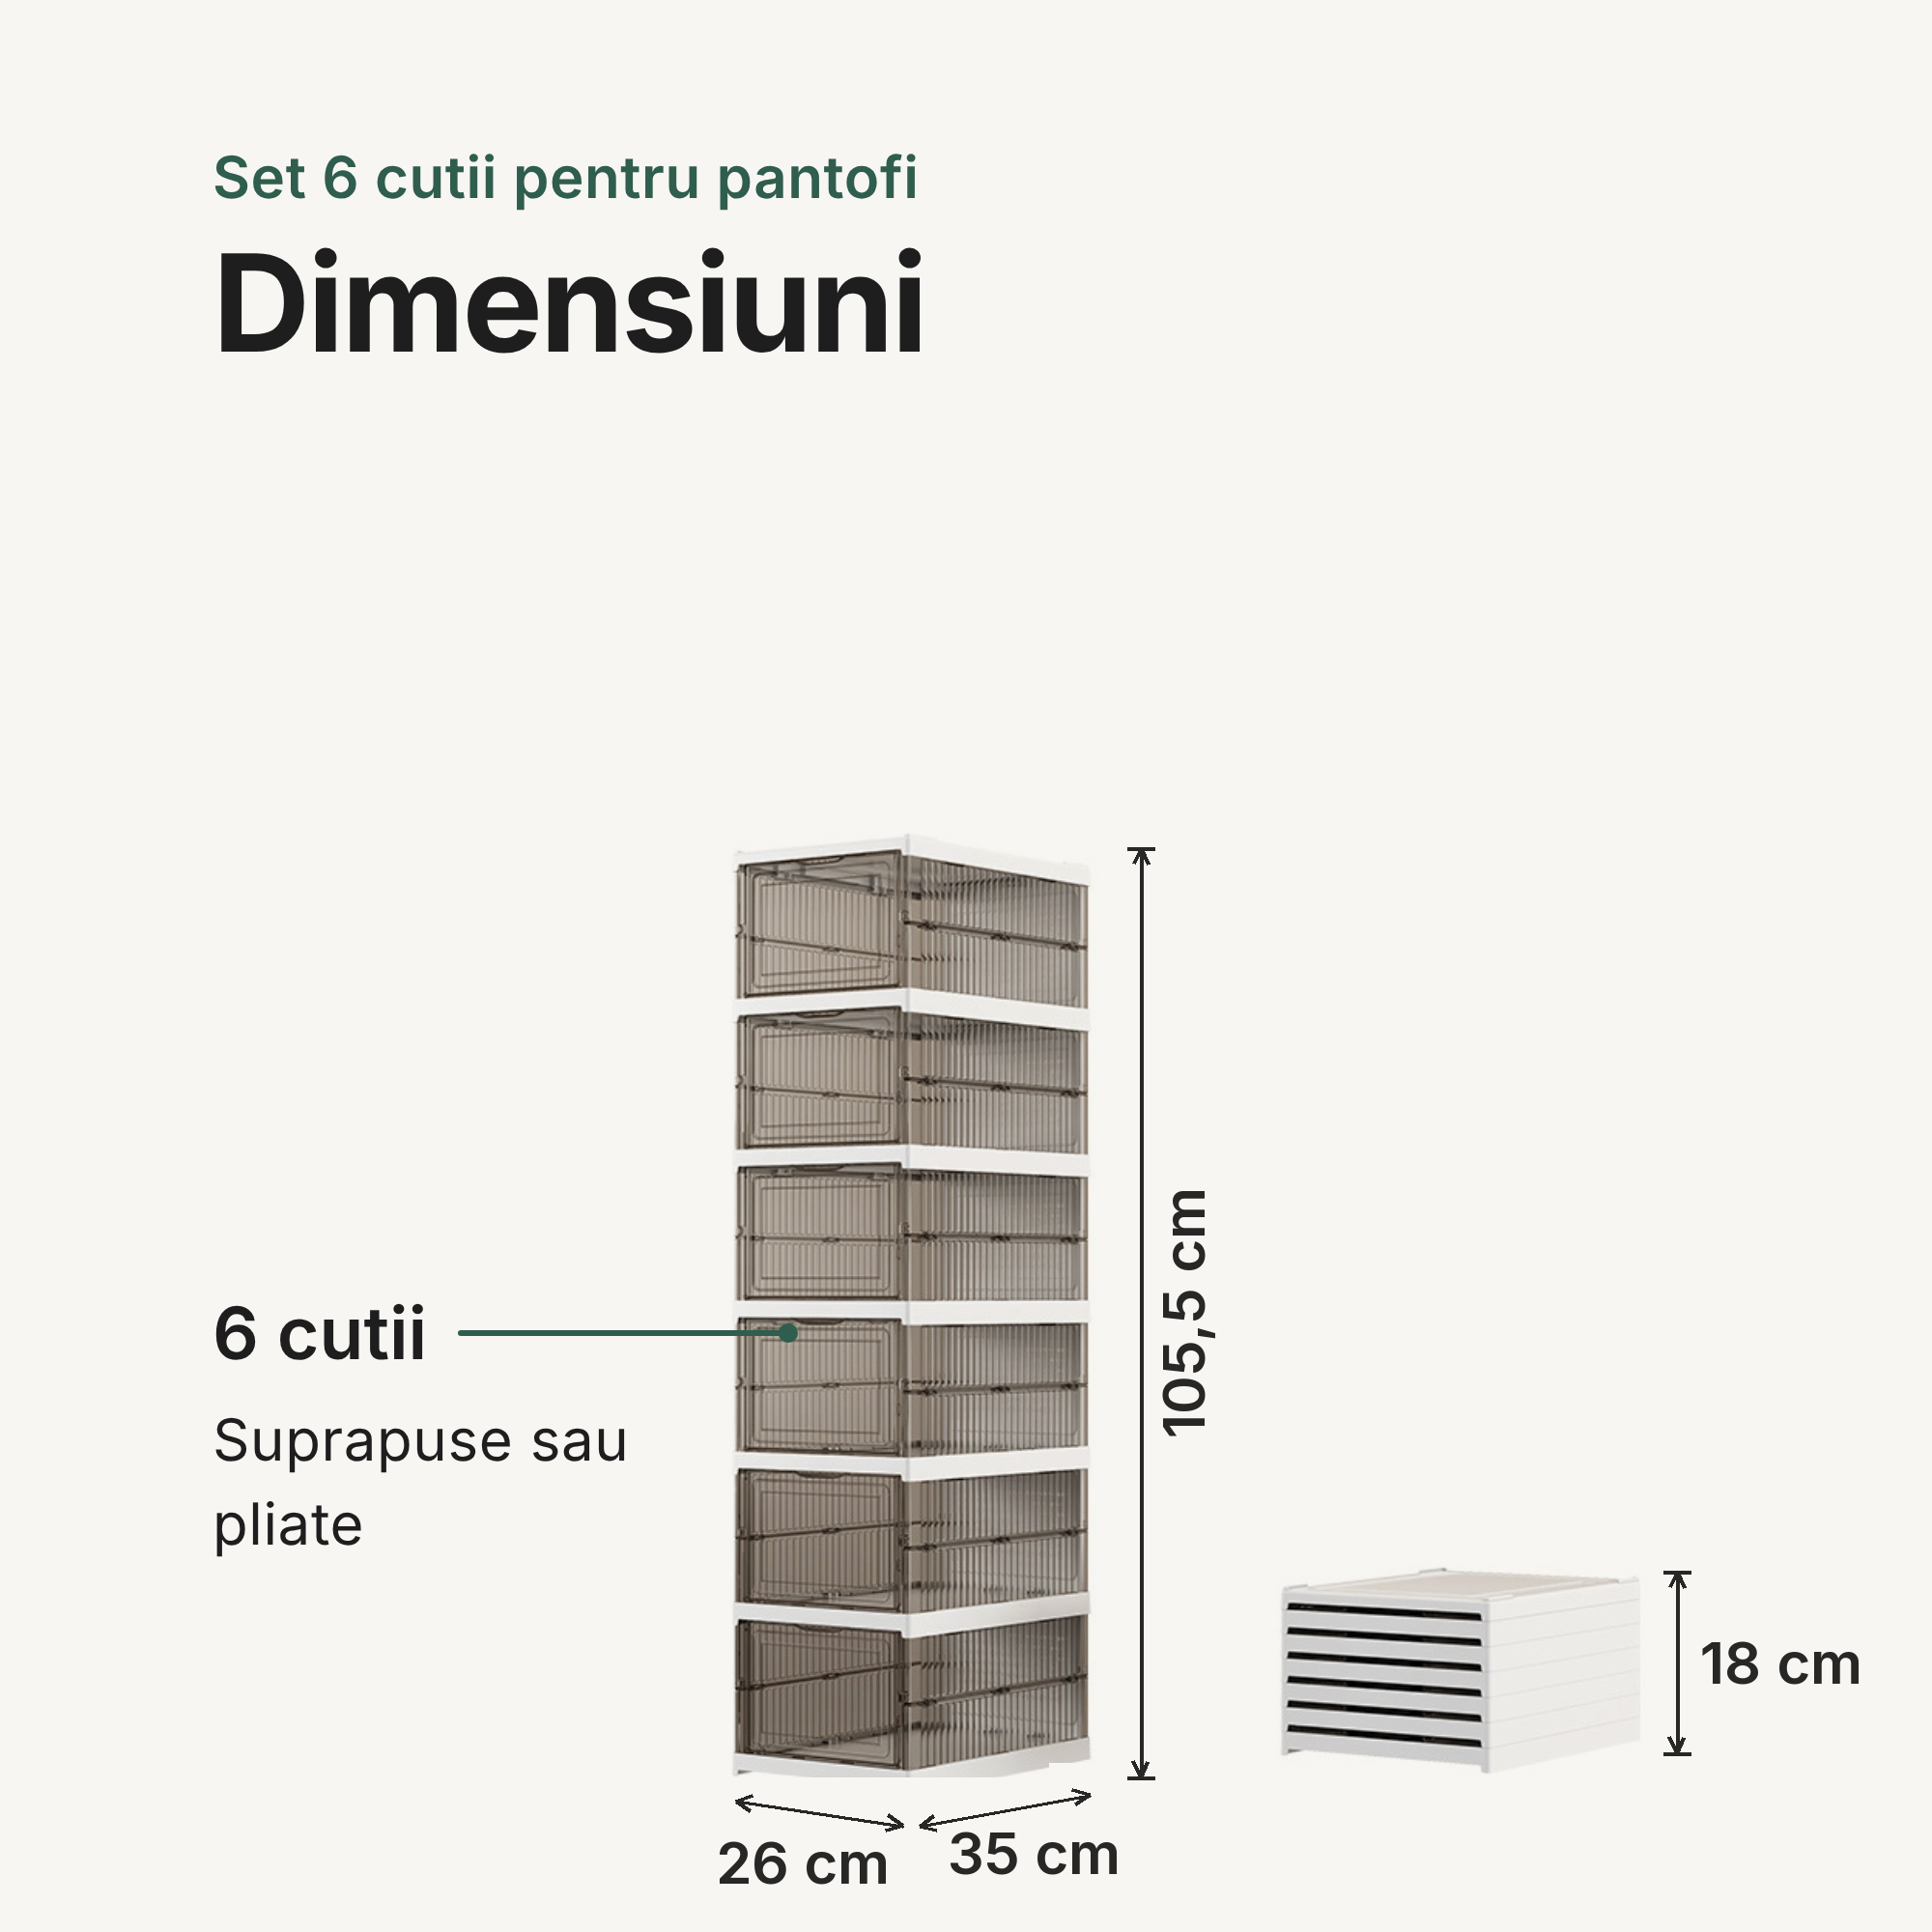 Set 6 cutii pentru pantofi
Dimensiuni
6 cutii
Suprapuse sau
pliate
105,5 cm
18 cm
26 cm
35 cm